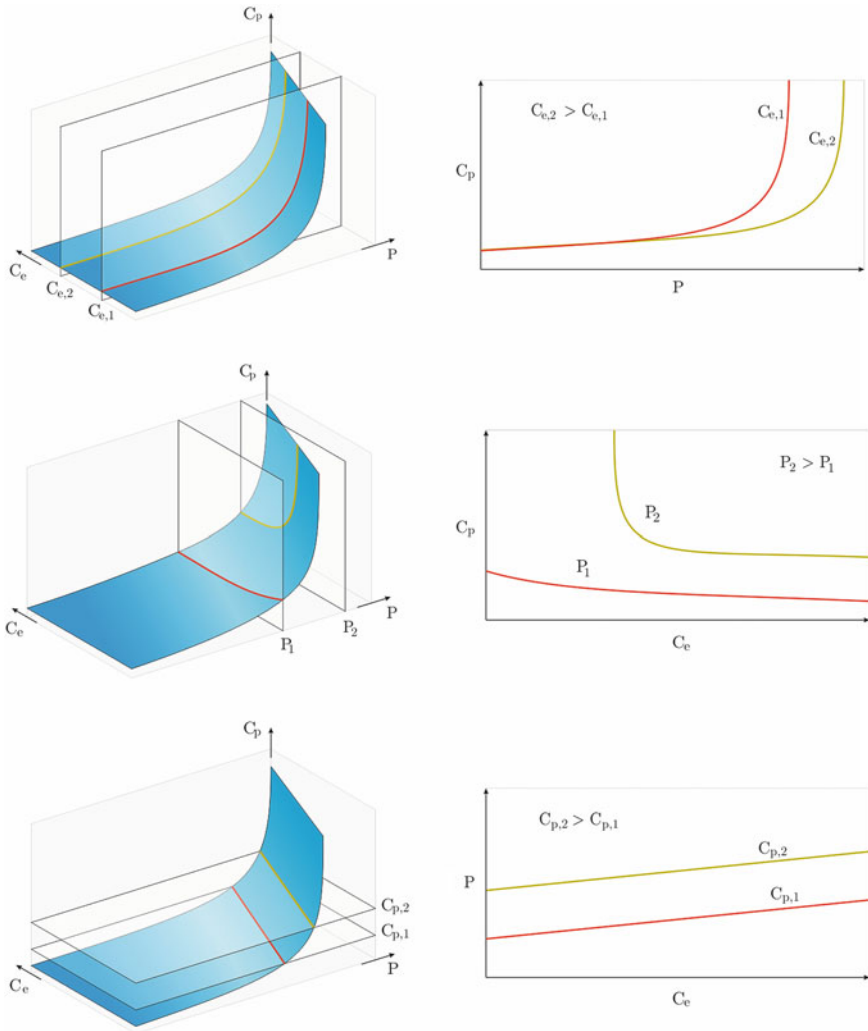 Cₚ
Cₑ
Cₑ,₂
Cₑ,₁
P
Cₑ,₂ > Cₑ,₁
Cₑ,₁
Cₑ,₂
Cₚ
P
Cₚ
Cₑ
P₁
P₂
P
P₂ > P₁
Cₚ
P₂
P₁
Cₑ
Cₚ
Cₚ,₂
Cₚ,₁
Cₑ
P
Cₚ,₂ > Cₚ,₁
Cₚ,₂
P
Cₚ,₁
Cₑ